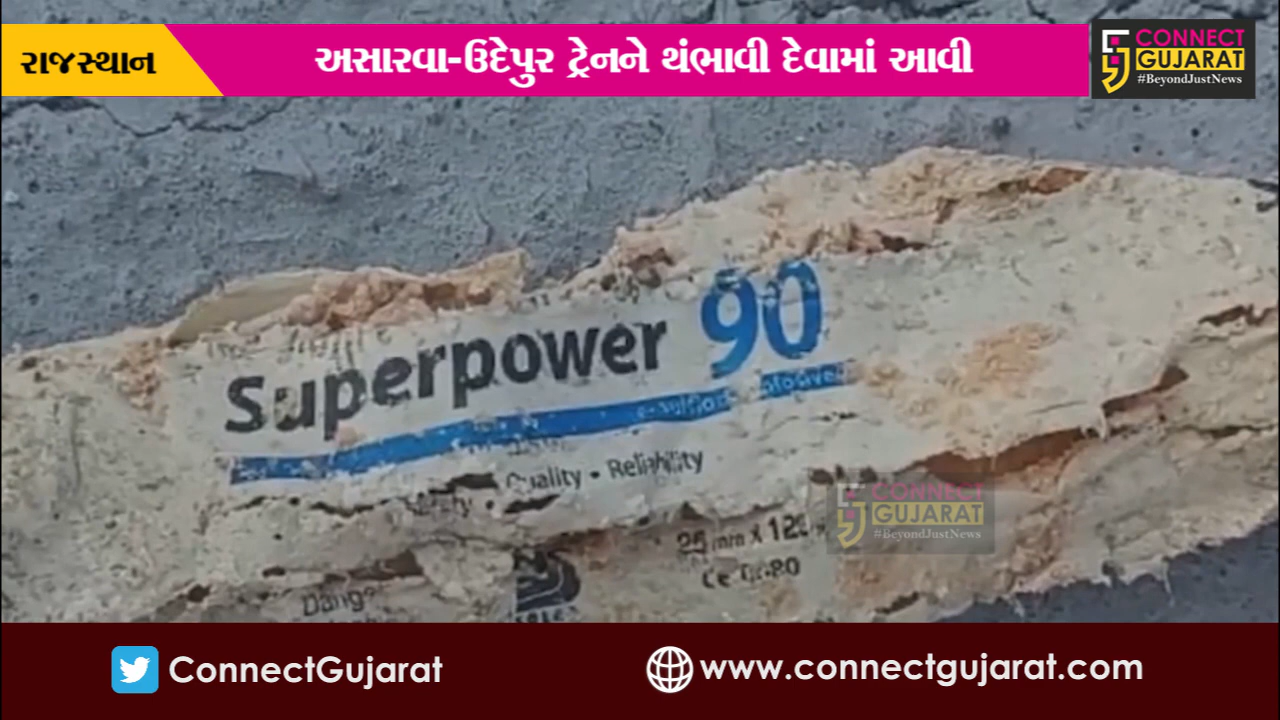 રાજસ્થાન
અસારવા-ઉદેપુર ટ્રેનને થંભાવી દેવામાં આવી
CONNECT
GUJARAT
#BeyondJustNews
Superpower 90
Quality • Reliability
CONNECT
GUJARAT
#BeyondJustNews
25 mm x 125
ConnectGujarat
www.connectgujarat.com